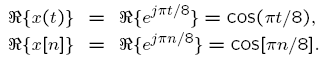 ℜ{x(t)} = ℜ{e^{jπt/8}} = cos(πt/8),
ℜ{x[n]} = ℜ{e^{jπn/8}} = cos[πn/8].